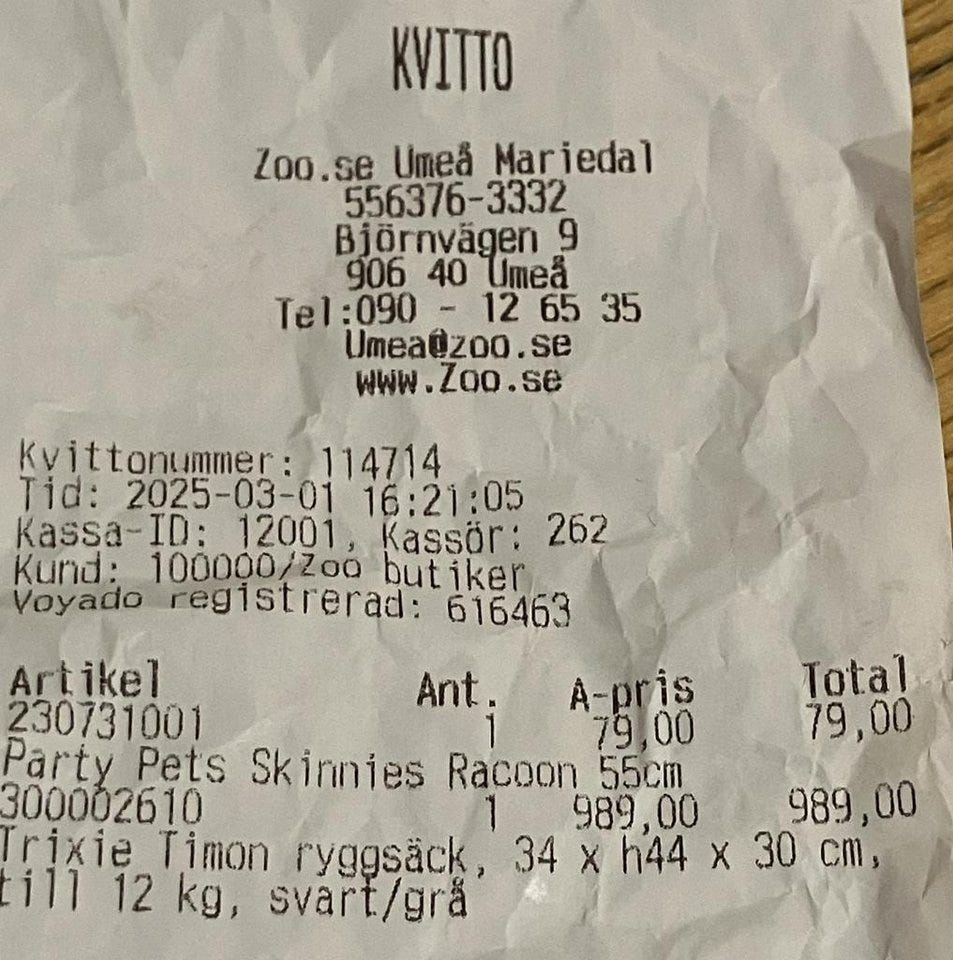 KVITTO
Zoo.se Umeå Mariedal
556376-3332
Björnvägen 9
906 40 Umeå
Tel:090 - 12 65 35
Umea@zoo.se
www.Zoo.se
Kvittonummer: 114714
Tid: 2025-03-01 16:21:05
Kassa-ID: 12001, Kassör: 262
Kund: 100000/Zoo butiker
Voyado registrerad: 616463
Artikel Ant. A-pris Total
230731001 1 79,00 79,00
Party Pets Skinnies Racoon 55cm
300002610 1 989,00 989,00
Trixie Timon ryggsäck, 34 x h44 x 30 cm,
till 12 kg, svart/grå